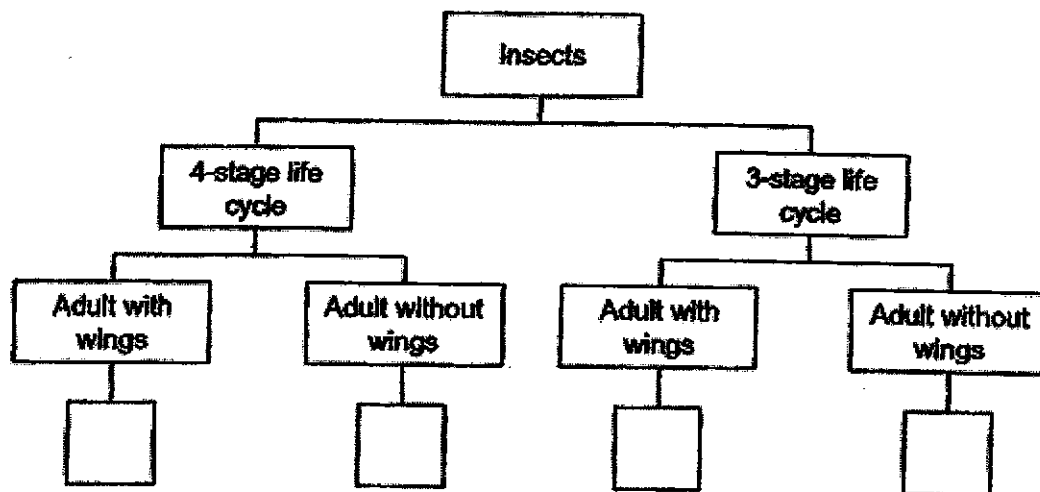 Insects
4-stage life
cycle
3-stage life
cycle
Adult with
wings
Adult without
wings
Adult with
wings
Adult without
wings